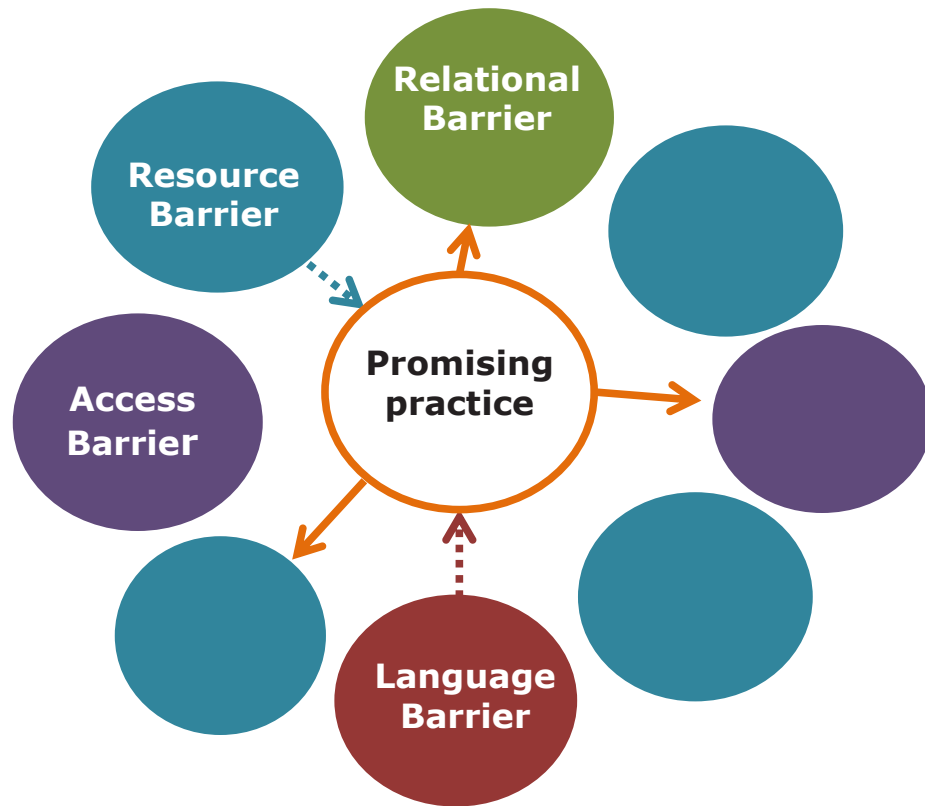 Relational
Barrier
Resource
Barrier
Promising
practice
Access
Barrier
Language
Barrier